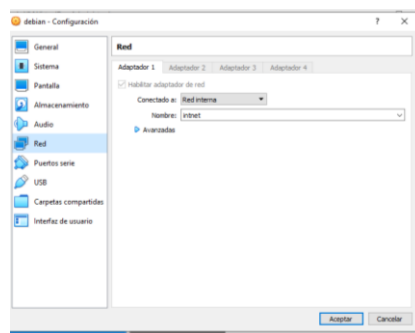 debian - Configuración
General
Sistema
Pantalla
Almacenamiento
Audio
Red
Puertos serie
USB
Carpetas compartidas
Interfaz de usuario
Red
Adaptador 1 Adaptador 2 Adaptador 3 Adaptador 4
Habilitar adaptador de red
Conectado a: Red interna
Nombre: intnet
Avanzadas
Aceptar Cancelar